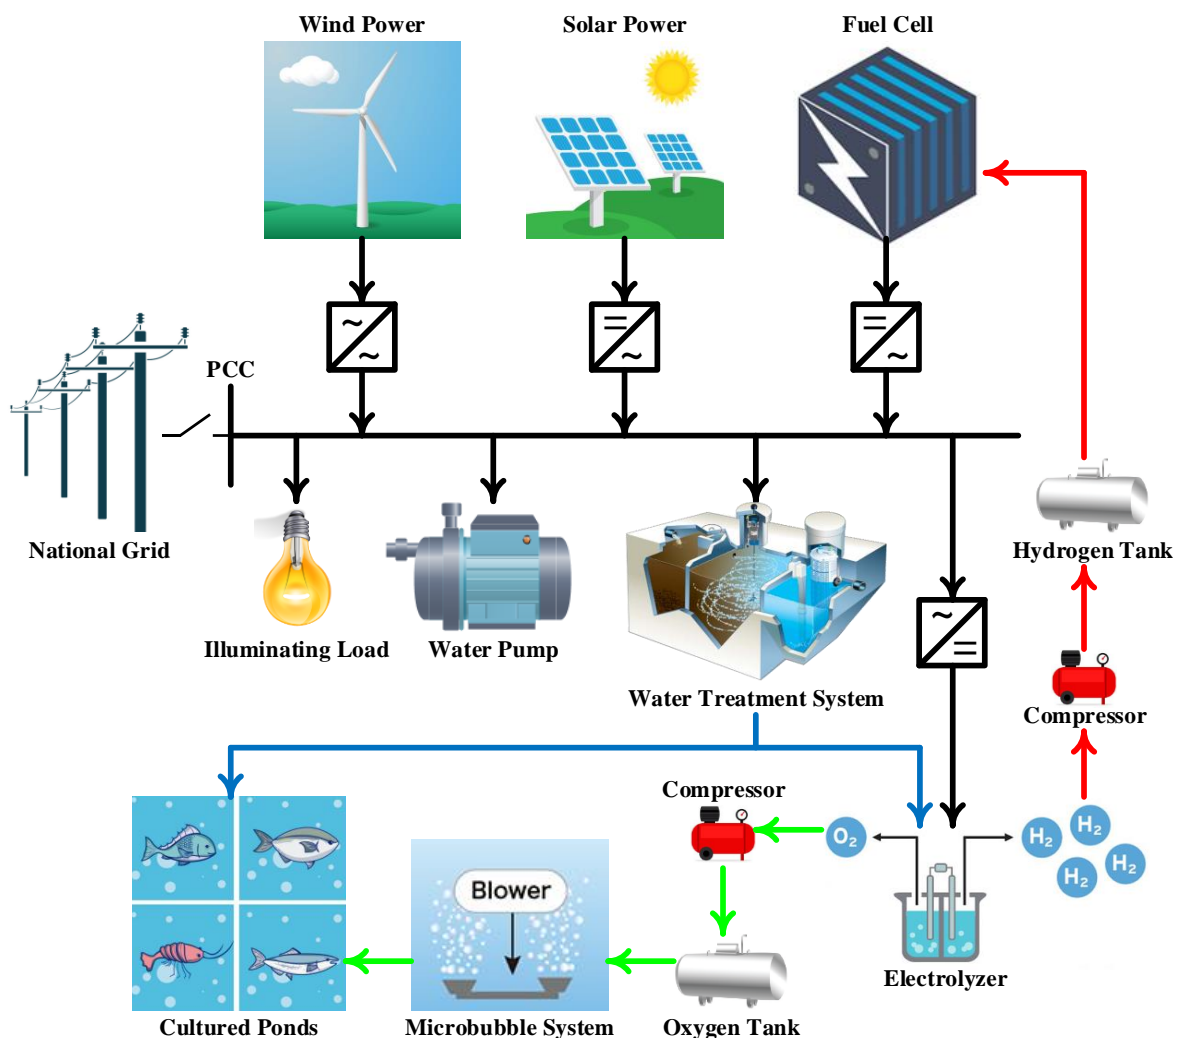 Wind Power
Solar Power
Fuel Cell
PCC
National Grid
Hydrogen Tank
Illuminating Load
Water Pump
Water Treatment System
Compressor
Compressor
O₂
H₂
H₂
H₂
H₂
Blower
Electrolyzer
Cultured Ponds
Microbubble System
Oxygen Tank